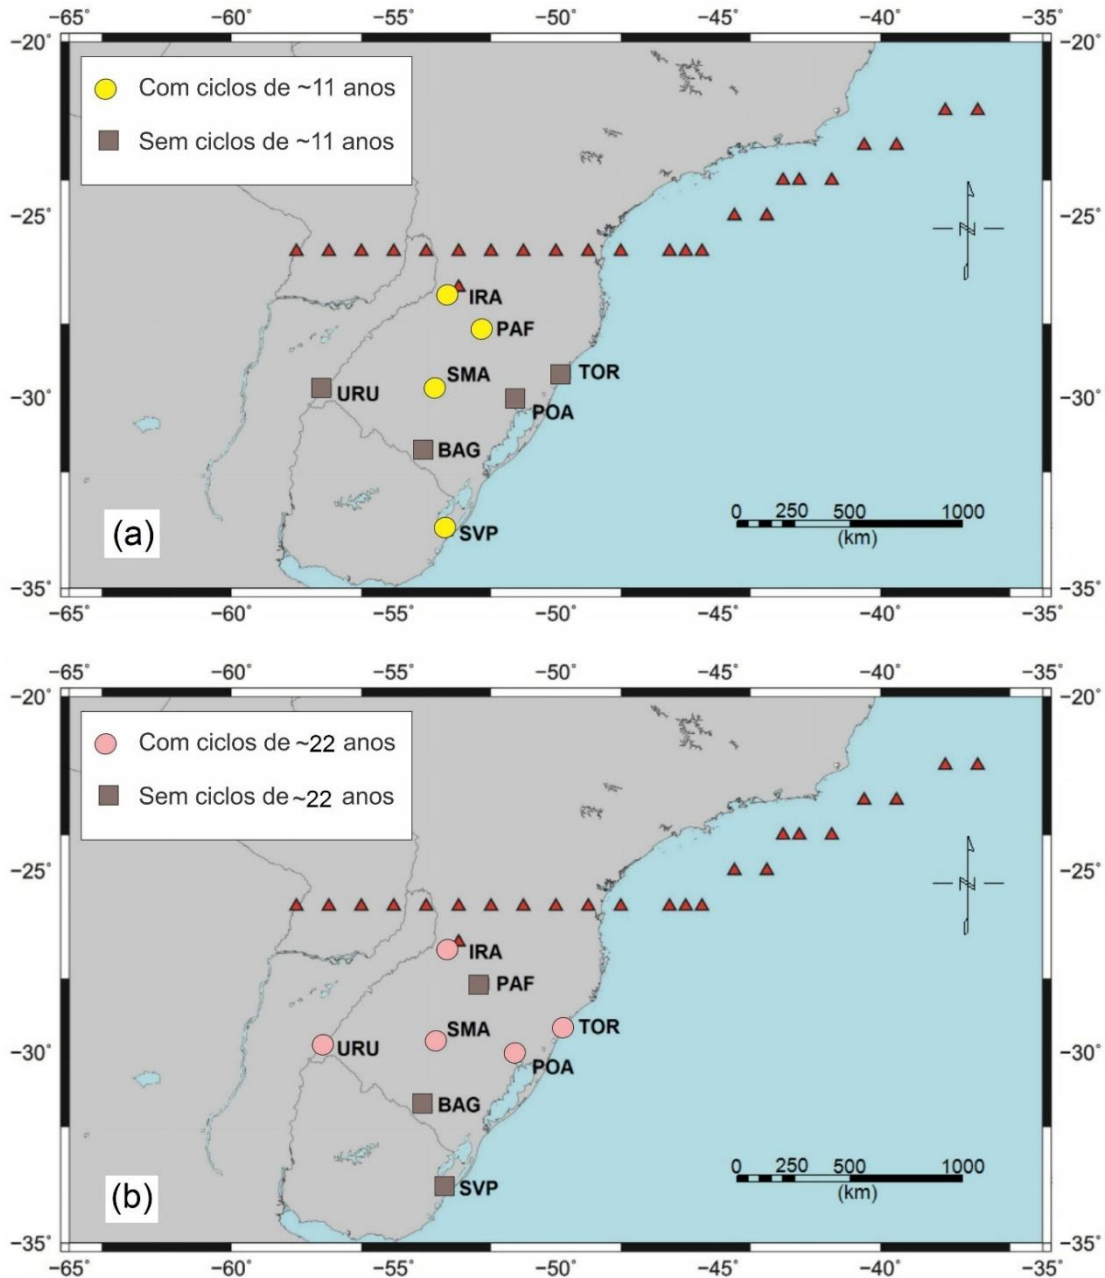 −65° −60° −55° −50° −45° −40° −35°
−20° −20°
Com ciclos de ~11 anos
Sem ciclos de ~11 anos
−25° −25°
N
IRA
PAF
SMA
TOR
URU
−30° −30°
POA
BAG
0 250 500 1000
(km)
SVP
(a)
−35° −35°
−65° −60° −55° −50° −45° −40° −35°
−65° −60° −55° −50° −45° −40° −35°
−20° −20°
Com ciclos de ~22 anos
Sem ciclos de ~22 anos
−25° −25°
N
IRA
PAF
SMA
TOR
URU
−30° −30°
POA
BAG
0 250 500 1000
(km)
SVP
(b)
−35° −35°
−65° −60° −55° −50° −45° −40° −35°